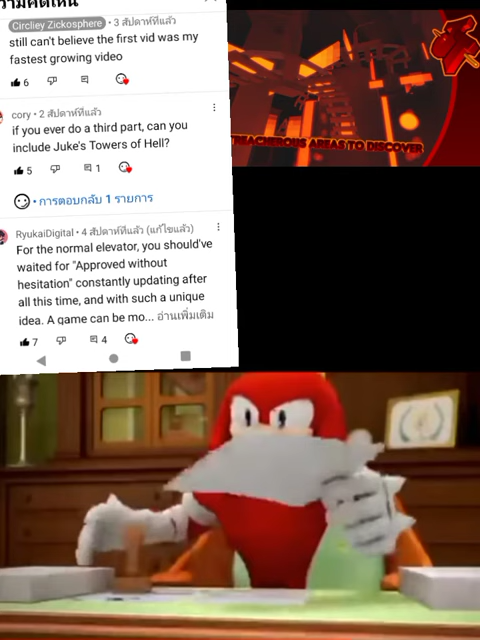 Circliey Zickosphere • 3 สัปดาห์ที่แล้ว
still can't believe the first vid was my
fastest growing video
6
cory • 2 สัปดาห์ที่แล้ว
if you ever do a third part, can you
include Juke's Towers of Hell?
5 1
• การตอบกลับ 1 รายการ
RyukaiDigital • 4 สัปดาห์ที่แล้ว (แก้ไขแล้ว)
For the normal elevator, you should've
waited for "Approved without
hesitation" constantly updating after
all this time, and with such a unique
idea. A game can be mo... อ่านเพิ่มเติม
7 4
TREACHEROUS AREAS TO DISCOVER